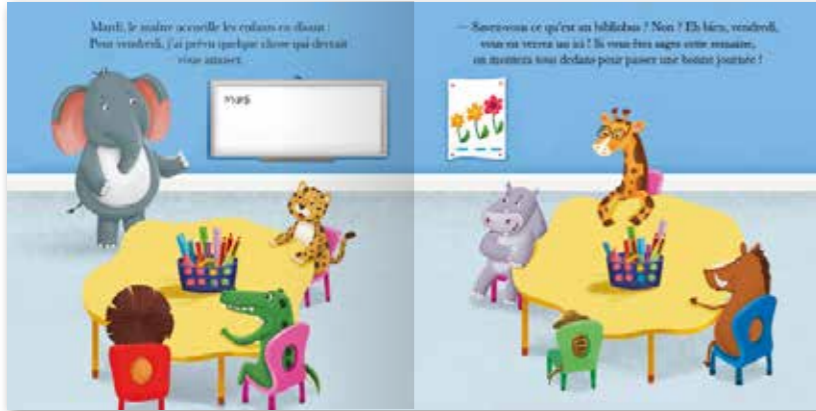 Mardi, le maître accueille les enfants en disant :
Pour vendredi, j'ai prévu quelque chose qui devrait
vous amuser.
— Savez-vous ce qu'est un bibliobus ? Non ? Eh bien, vendredi,
vous en verrez un ici ! Si vous êtes sages cette semaine,
on montera tous dedans pour passer une bonne journée !